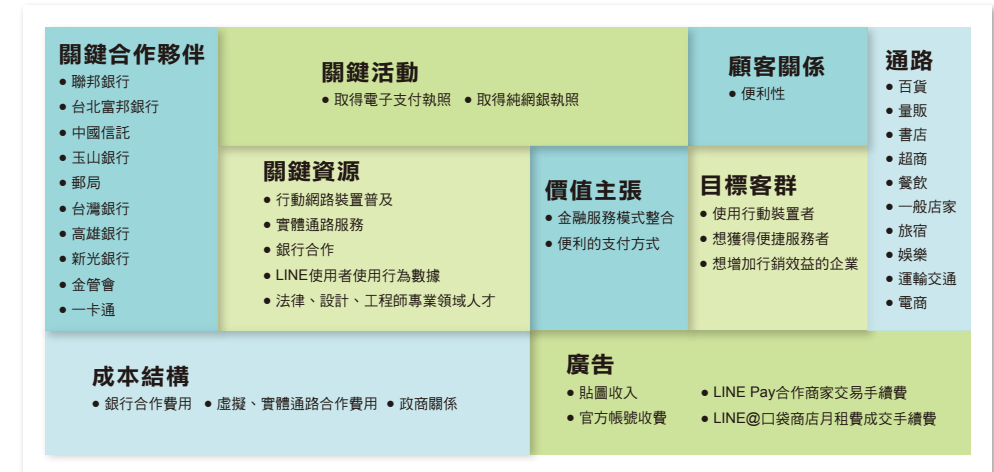 關鍵合作夥伴
● 聯邦銀行
● 台北富邦銀行
● 中國信託
● 玉山銀行
● 郵局
● 台灣銀行
● 高雄銀行
● 新光銀行
● 金管會
● 一卡通
關鍵活動
● 取得電子支付執照 ● 取得純網銀執照
關鍵資源
● 行動網路裝置普及
● 實體通路服務
● 銀行合作
● LINE使用者使用行為數據
● 法律、設計、工程師專業領域人才
價值主張
● 金融服務模式整合
● 便利的支付方式
顧客關係
● 便利性
目標客群
● 使用行動裝置者
● 想獲得便捷服務者
● 想增加行銷效益的企業
通路
● 百貨
● 量販
● 書店
● 超商
● 餐飲
● 一般店家
● 旅宿
● 娛樂
● 運輸交通
● 電商
成本結構
● 銀行合作費用 ● 虛擬、實體通路合作費用 ● 政商關係
廣告
● 貼圖收入
● 官方帳號收費
● LINE Pay合作商家交易手續費
● LINE@口袋商店月租費成交手續費